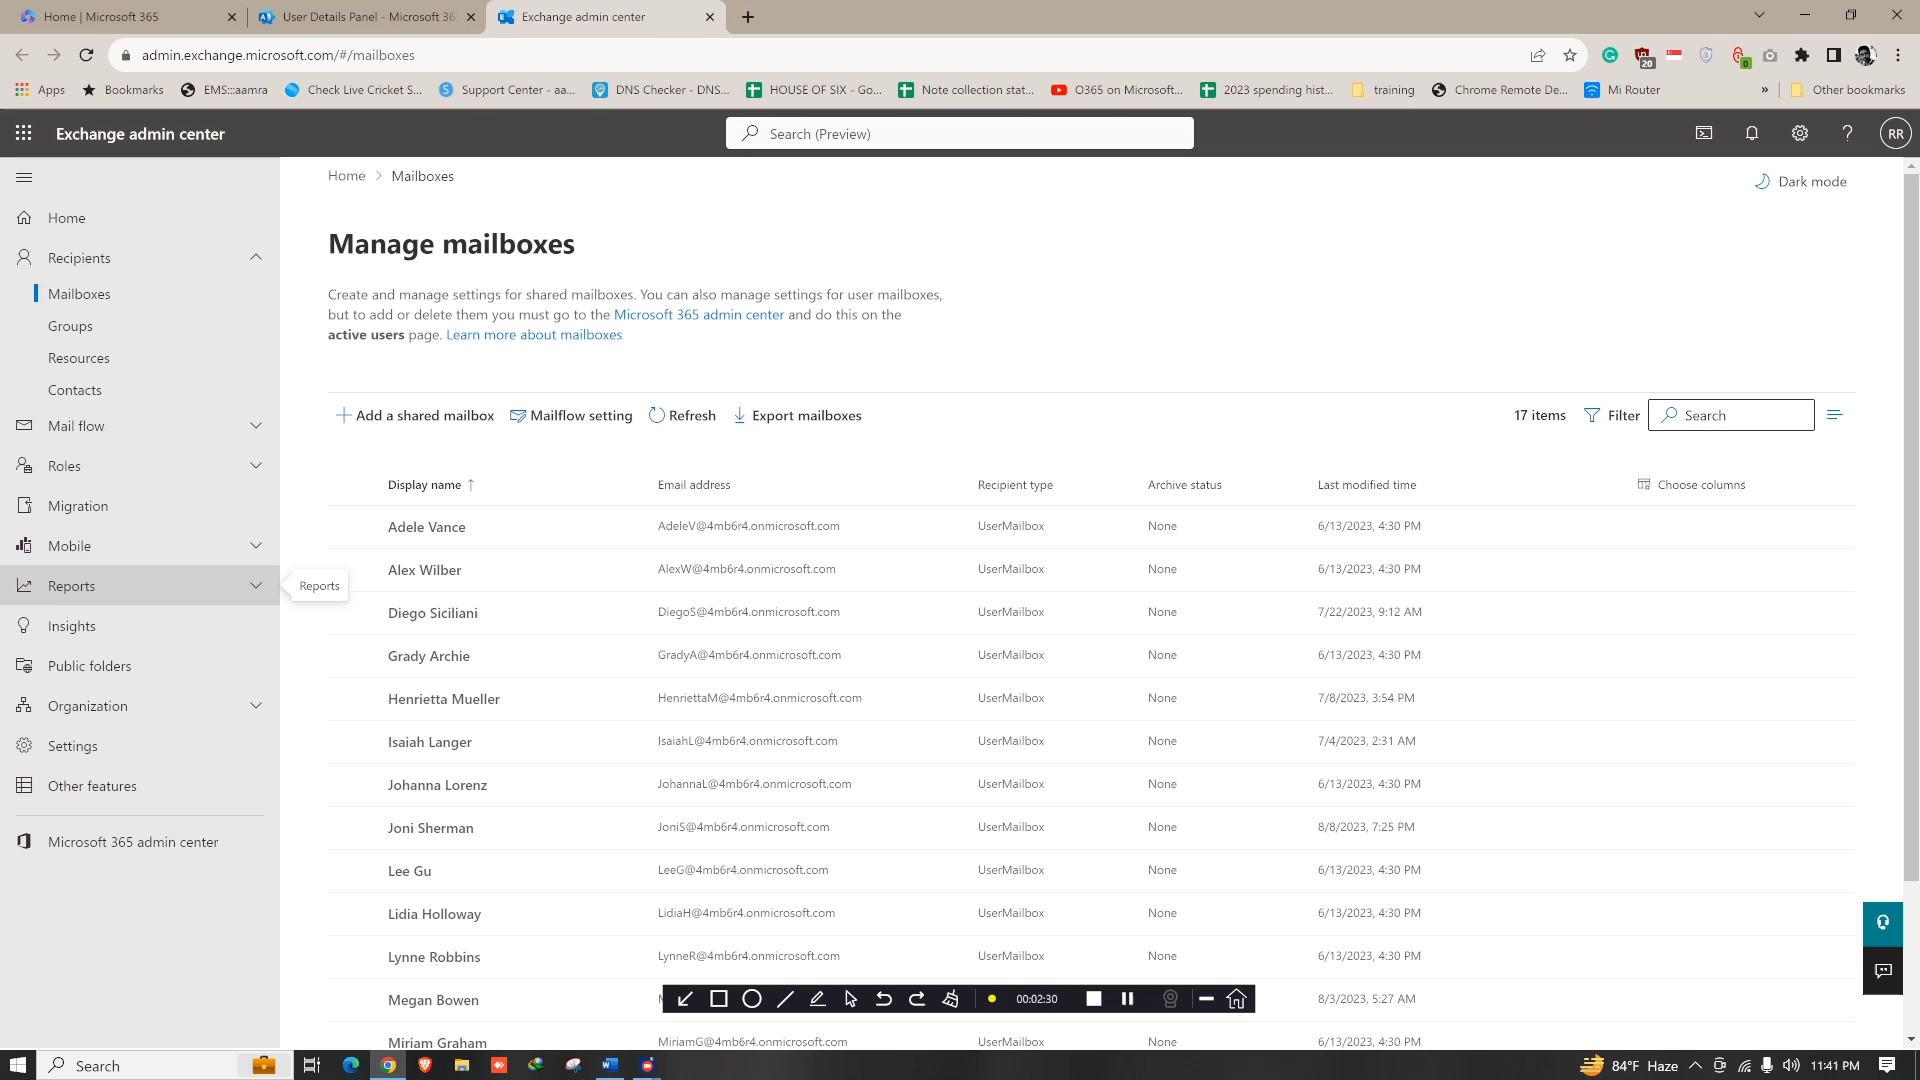 Home | Microsoft 365
User Details Panel - Microsoft 365
Exchange admin center
admin.exchange.microsoft.com/#/mailboxes
20
0
Apps
Bookmarks
EMS:::aamra
Check Live Cricket S...
Support Center - aa...
DNS Checker - DNS...
HOUSE OF SIX - Go...
Note collection stat...
O365 on Microsoft...
2023 spending hist...
training
Chrome Remote De...
Mi Router
»
Other bookmarks
Exchange admin center
Search (Preview)
RR
Home > Mailboxes
Dark mode
Home
Recipients
Mailboxes
Groups
Resources
Contacts
Mail flow
Roles
Migration
Mobile
Reports
Reports
Insights
Public folders
Organization
Settings
Other features
Microsoft 365 admin center
Manage mailboxes
Create and manage settings for shared mailboxes. You can also manage settings for user mailboxes,
but to add or delete them you must go to the Microsoft 365 admin center and do this on the
active users page. Learn more about mailboxes
Add a shared mailbox Mailflow setting Refresh Export mailboxes 17 items Filter Search
Display name ↑ Email address Recipient type Archive status Last modified time Choose columns
Adele Vance AdeleV@4mb6r4.onmicrosoft.com UserMailbox None 6/13/2023, 4:30 PM
Alex Wilber AlexW@4mb6r4.onmicrosoft.com UserMailbox None 6/13/2023, 4:30 PM
Diego Siciliani DiegoS@4mb6r4.onmicrosoft.com UserMailbox None 7/22/2023, 9:12 AM
Grady Archie GradyA@4mb6r4.onmicrosoft.com UserMailbox None 6/13/2023, 4:30 PM
Henrietta Mueller HenriettaM@4mb6r4.onmicrosoft.com UserMailbox None 7/8/2023, 3:54 PM
Isaiah Langer IsaiahL@4mb6r4.onmicrosoft.com UserMailbox None 7/4/2023, 2:31 AM
Johanna Lorenz JohannaL@4mb6r4.onmicrosoft.com UserMailbox None 6/13/2023, 4:30 PM
Joni Sherman JoniS@4mb6r4.onmicrosoft.com UserMailbox None 8/8/2023, 7:25 PM
Lee Gu LeeG@4mb6r4.onmicrosoft.com UserMailbox None 6/13/2023, 4:30 PM
Lidia Holloway LidiaH@4mb6r4.onmicrosoft.com UserMailbox None 6/13/2023, 4:30 PM
Lynne Robbins LynneR@4mb6r4.onmicrosoft.com UserMailbox None 6/13/2023, 4:30 PM
Megan Bowen 8/3/2023, 5:27 AM
00:02:30
Miriam Graham MiriamG@4mb6r4.onmicrosoft.com UserMailbox None 6/13/2023, 4:30 PM
Search
84°F Haze
11:41 PM